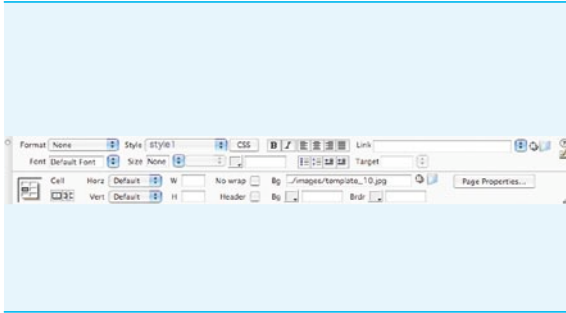 Format None Style style1 CSS B I Link
Font Default Font Size None Target
Cell Horz Default W No wrap Bg ../images/template_10.jpg Page Properties...
Vert Default H Header Bg Brdr